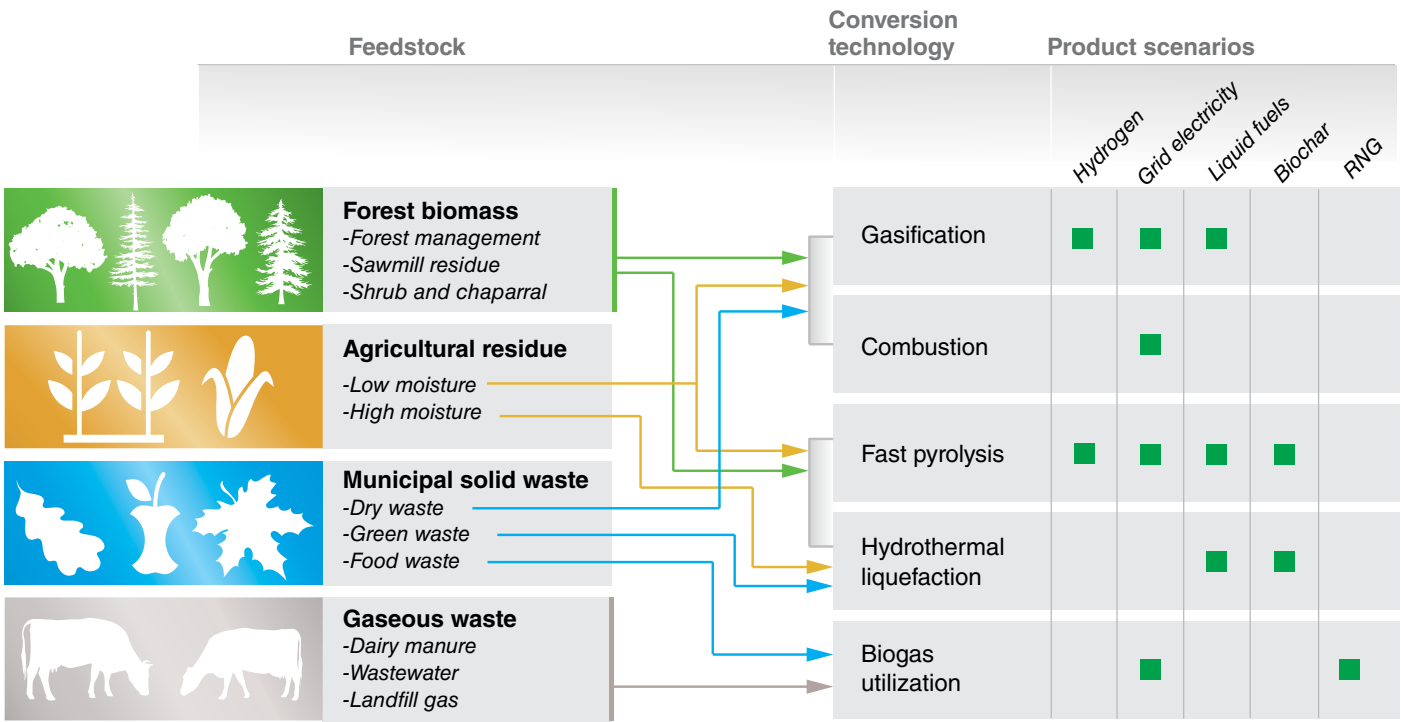 Feedstock
Conversion
technology
Product scenarios
Hydrogen
Grid electricity
Liquid fuels
Biochar
RNG
Forest biomass
-Forest management
-Sawmill residue
-Shrub and chaparral
Agricultural residue
-Low moisture
-High moisture
Municipal solid waste
-Dry waste
-Green waste
-Food waste
Gaseous waste
-Dairy manure
-Wastewater
-Landfill gas
Gasification
Combustion
Fast pyrolysis
Hydrothermal
liquefaction
Biogas
utilization